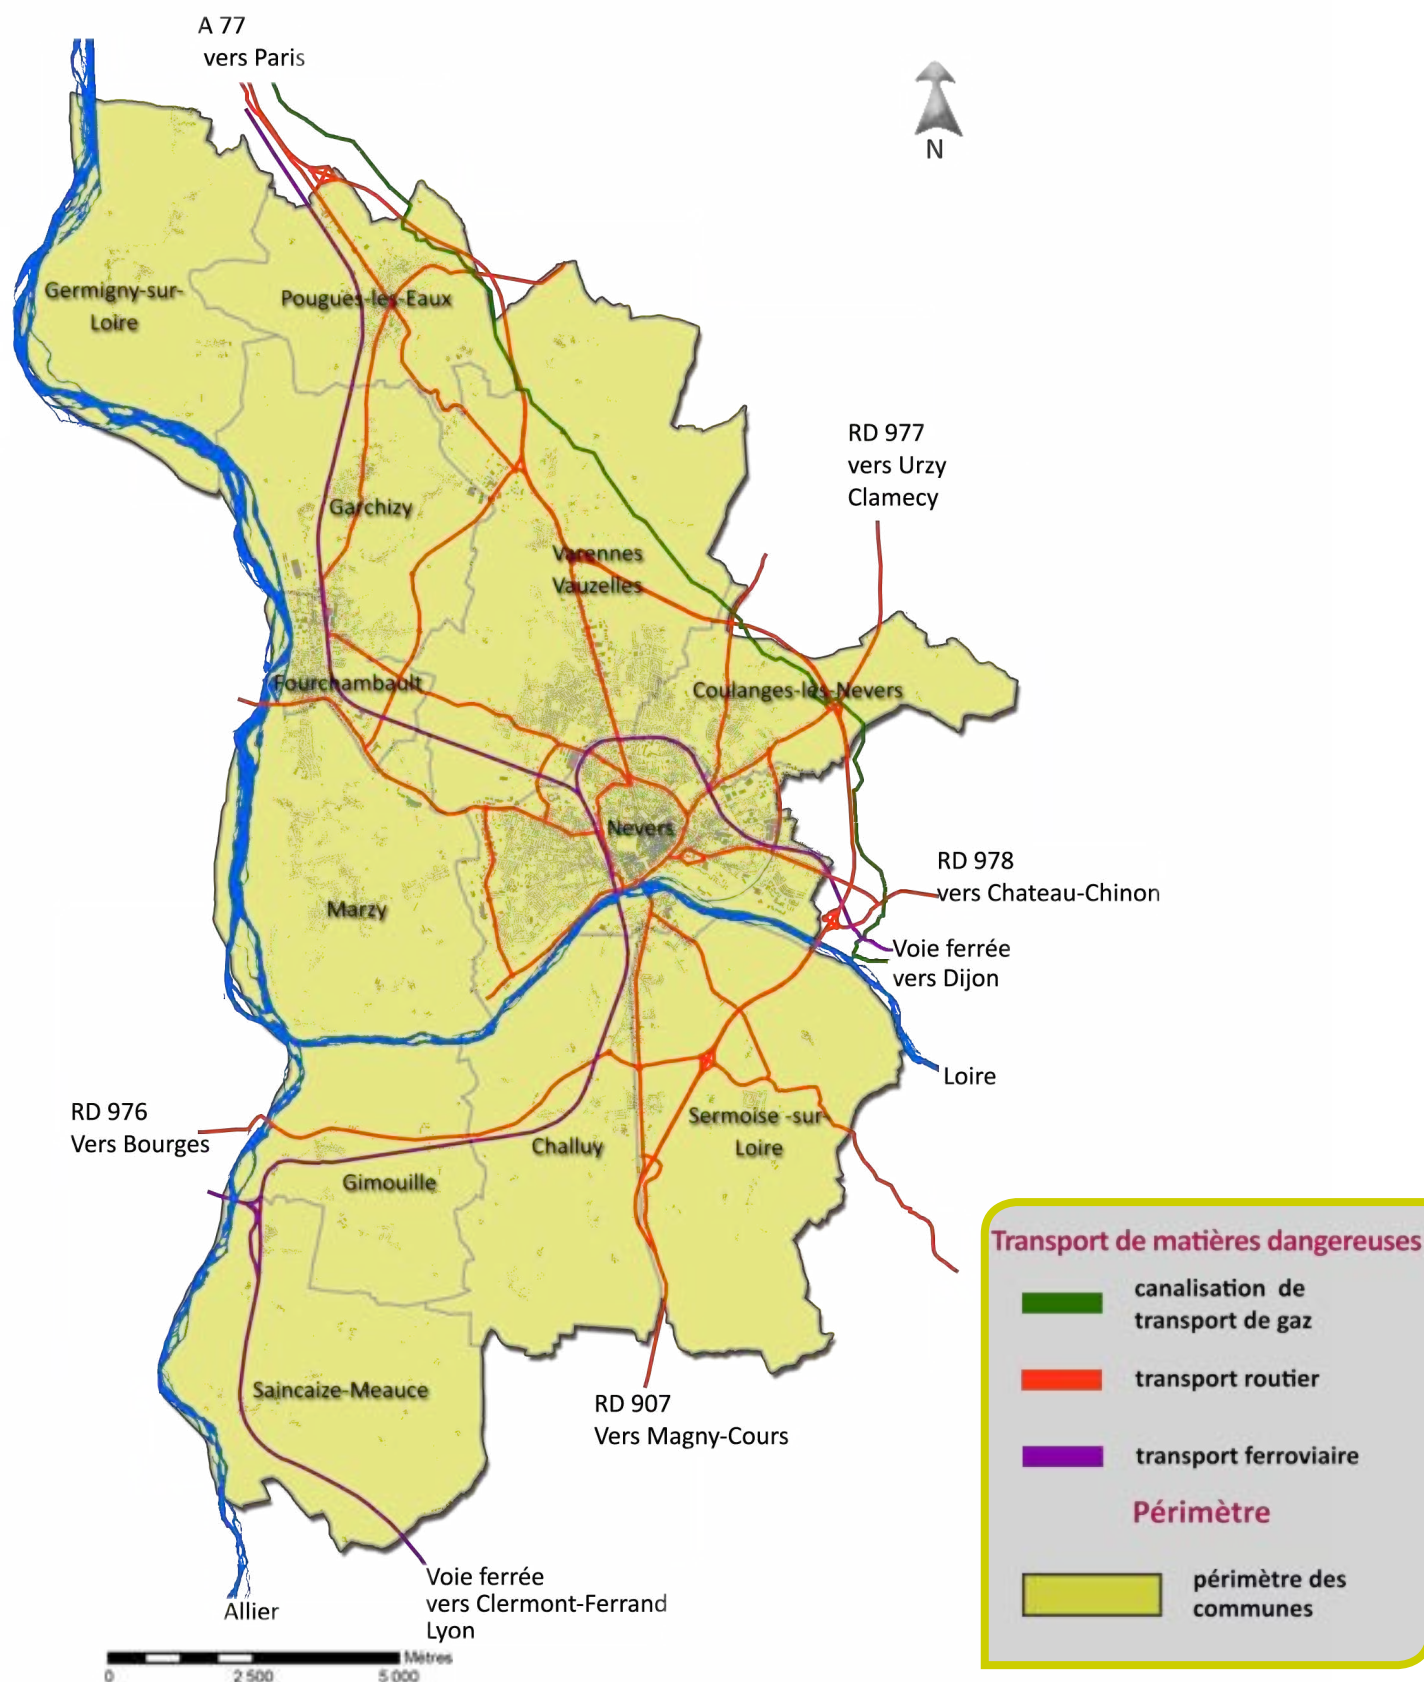 A 77
vers Paris
N
Germigny-sur-
Loire
Pougues-les-Eaux
RD 977
vers Urzy
Clamecy
Garchizy
Varennes
Vauzelles
Fourchambault
Coulanges-les-Nevers
Nevers
RD 978
vers Chateau-Chinon
Marzy
Voie ferrée
vers Dijon
Loire
RD 976
Vers Bourges
Sermoise -sur-
Loire
Challuy
Gimouille
Saincaize-Meauce
RD 907
Vers Magny-Cours
Voie ferrée
vers Clermont-Ferrand
Lyon
Allier
Mètres
0 2 500 5 000
Transport de matières dangereuses
canalisation de
transport de gaz
transport routier
transport ferroviaire
Périmètre
périmètre des
communes